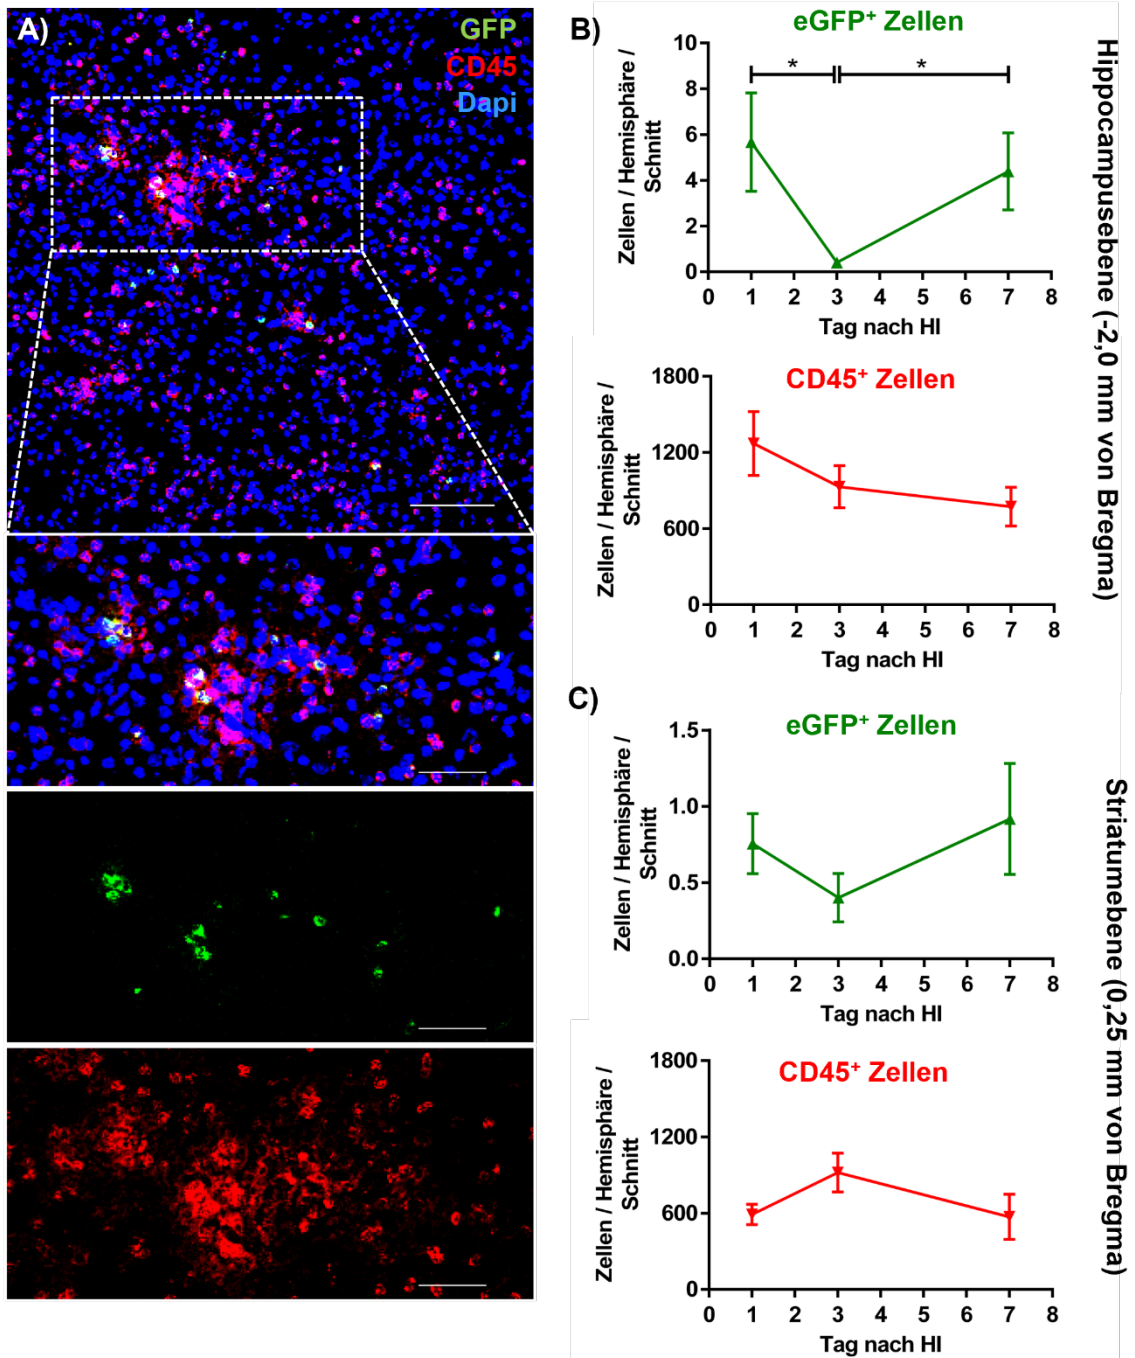 A)
GFP
CD45
Dapi
B)
eGFP⁺ Zellen
Zellen / Hemisphäre /
Schnitt
10
8
6
4
2
0
* *
0 1 2 3 4 5 6 7 8
Tag nach HI
CD45⁺ Zellen
Zellen / Hemisphäre /
Schnitt
1800
1200
600
0
0 1 2 3 4 5 6 7 8
Tag nach HI
Hippocampusebene (-2,0 mm von Bregma)
C)
eGFP⁺ Zellen
Zellen / Hemisphäre /
Schnitt
1.5
1.0
0.5
0.0
0 1 2 3 4 5 6 7 8
Tag nach HI
CD45⁺ Zellen
Zellen / Hemisphäre /
Schnitt
1800
1200
600
0
0 1 2 3 4 5 6 7 8
Tag nach HI
Striatumebene (0,25 mm von Bregma)